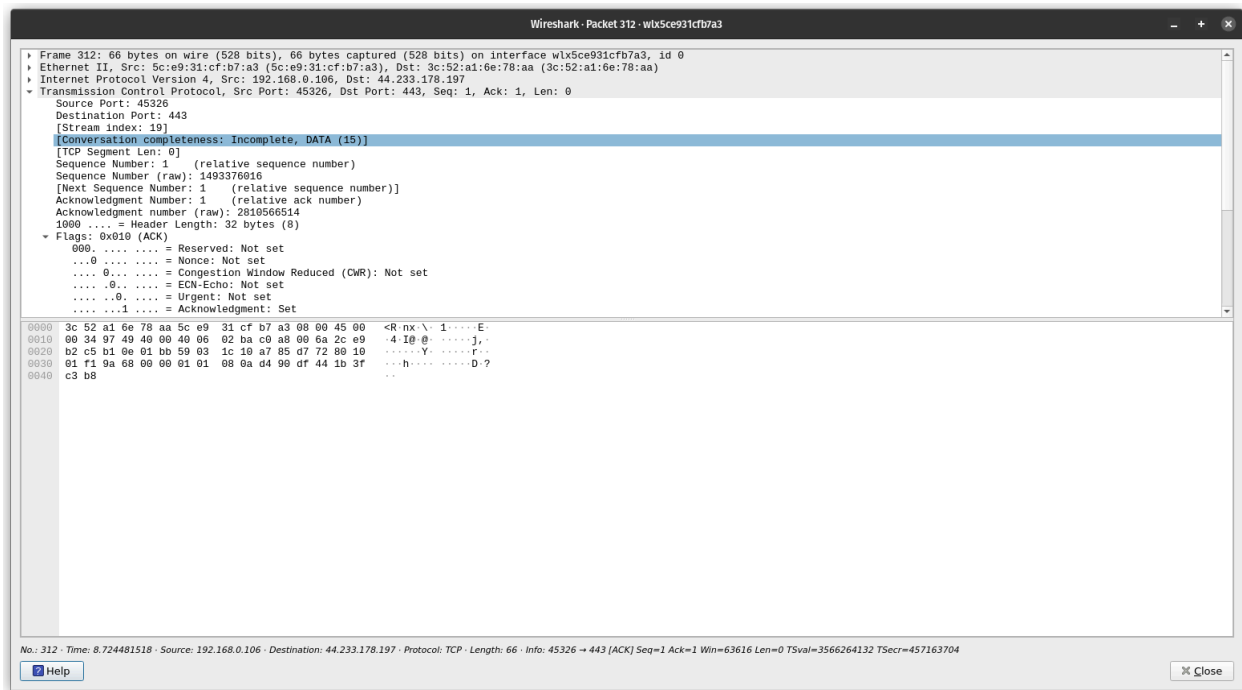 Wireshark · Packet 312 · wlx5ce931cfb7a3
Frame 312: 66 bytes on wire (528 bits), 66 bytes captured (528 bits) on interface wlx5ce931cfb7a3, id 0
Ethernet II, Src: 5c:e9:31:cf:b7:a3 (5c:e9:31:cf:b7:a3), Dst: 3c:52:a1:6e:78:aa (3c:52:a1:6e:78:aa)
Internet Protocol Version 4, Src: 192.168.0.106, Dst: 44.233.178.197
Transmission Control Protocol, Src Port: 45326, Dst Port: 443, Seq: 1, Ack: 1, Len: 0
Source Port: 45326
Destination Port: 443
[Stream index: 19]
[Conversation completeness: Incomplete, DATA (15)]
[TCP Segment Len: 0]
Sequence Number: 1    (relative sequence number)
Sequence Number (raw): 1493376016
[Next Sequence Number: 1    (relative sequence number)]
Acknowledgment Number: 1    (relative ack number)
Acknowledgment number (raw): 2810566514
1000 .... = Header Length: 32 bytes (8)
Flags: 0x010 (ACK)
000. .... .... = Reserved: Not set
...0 .... .... = Nonce: Not set
.... 0... .... = Congestion Window Reduced (CWR): Not set
.... .0.. .... = ECN-Echo: Not set
.... ..0. .... = Urgent: Not set
.... ...1 .... = Acknowledgment: Set
0000  3c 52 a1 6e 78 aa 5c e9  31 cf b7 a3 08 00 45 00   <R·nx·\· 1·····E·
0010  00 34 97 49 40 00 40 06  02 ba c0 a8 00 6a 2c e9   ·4·I@·@· ·····j,·
0020  b2 c5 b1 0e 01 bb 59 03  1c 10 a7 85 d7 72 80 10   ······Y· ·····r··
0030  01 f1 9a 68 00 00 01 01  08 0a d4 90 df 44 1b 3f   ···h···· ·····D·?
0040  c3 b8   ··
No.: 312 · Time: 8.724481518 · Source: 192.168.0.106 · Destination: 44.233.178.197 · Protocol: TCP · Length: 66 · Info: 45326 → 443 [ACK] Seq=1 Ack=1 Win=63616 Len=0 TSval=3566264132 TSecr=457163704
Help
Close